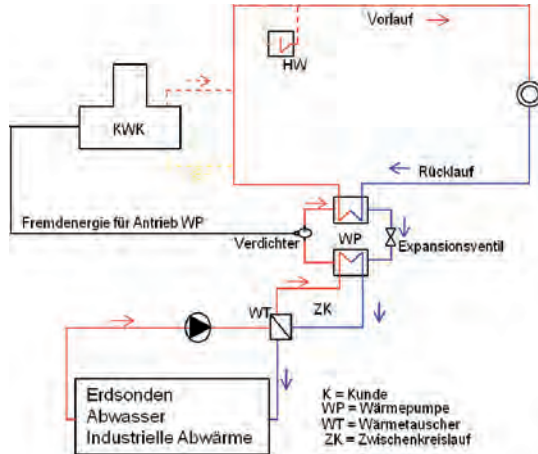 Vorlauf
HW
KWK
Rücklauf
Fremdenergie für Antrieb WP
Verdichter
WP
Expansionsventil
WT
ZK
Erdsonden
Abwasser
Industrielle Abwärme
K = Kunde
WP = Wärmepumpe
WT = Wärmetauscher
ZK = Zwischenkreislauf